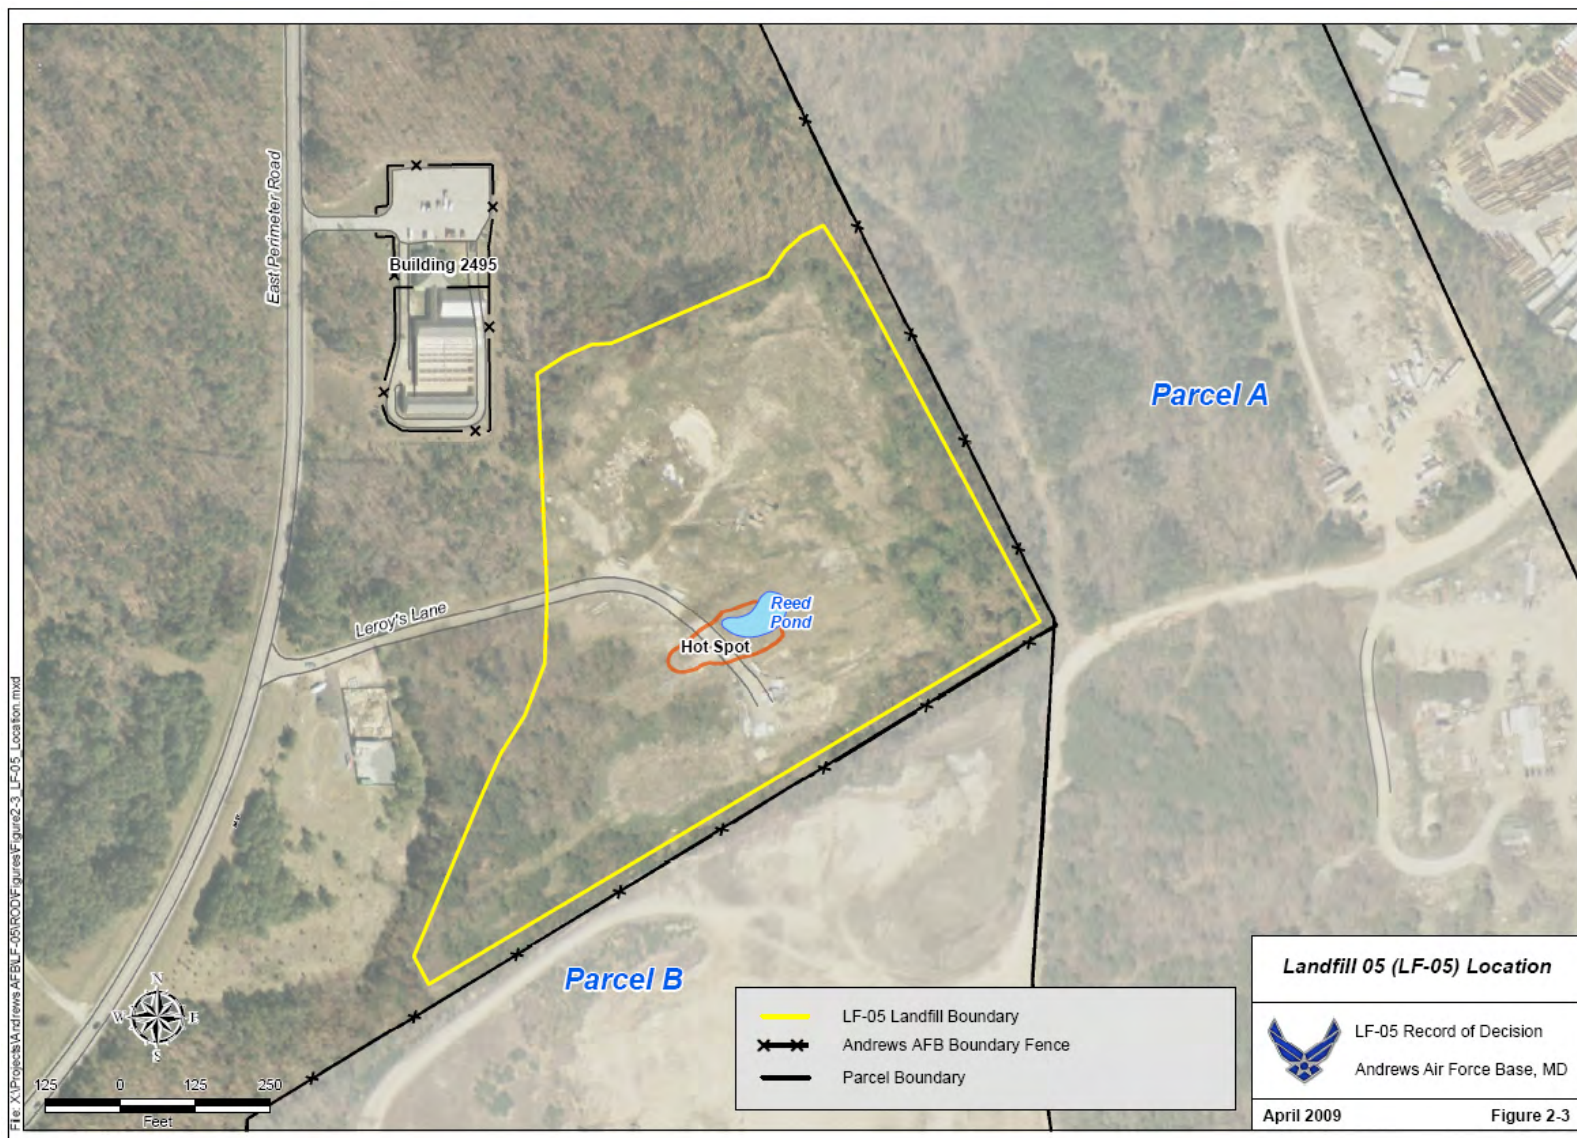 East Perimeter Road
Building 2495
Parcel A
Reed
Pond
Hot Spot
Leroy's Lane
Parcel B
N
W E
S
125 0 125 250
Feet
LF-05 Landfill Boundary
Andrews AFB Boundary Fence
Parcel Boundary
Landfill 05 (LF-05) Location
LF-05 Record of Decision
Andrews Air Force Base, MD
April 2009 Figure 2-3
File: X:\Projects\Andrews AFB\LF-05\ROD\Figures\Figure2-3_LF-05_Location.mxd